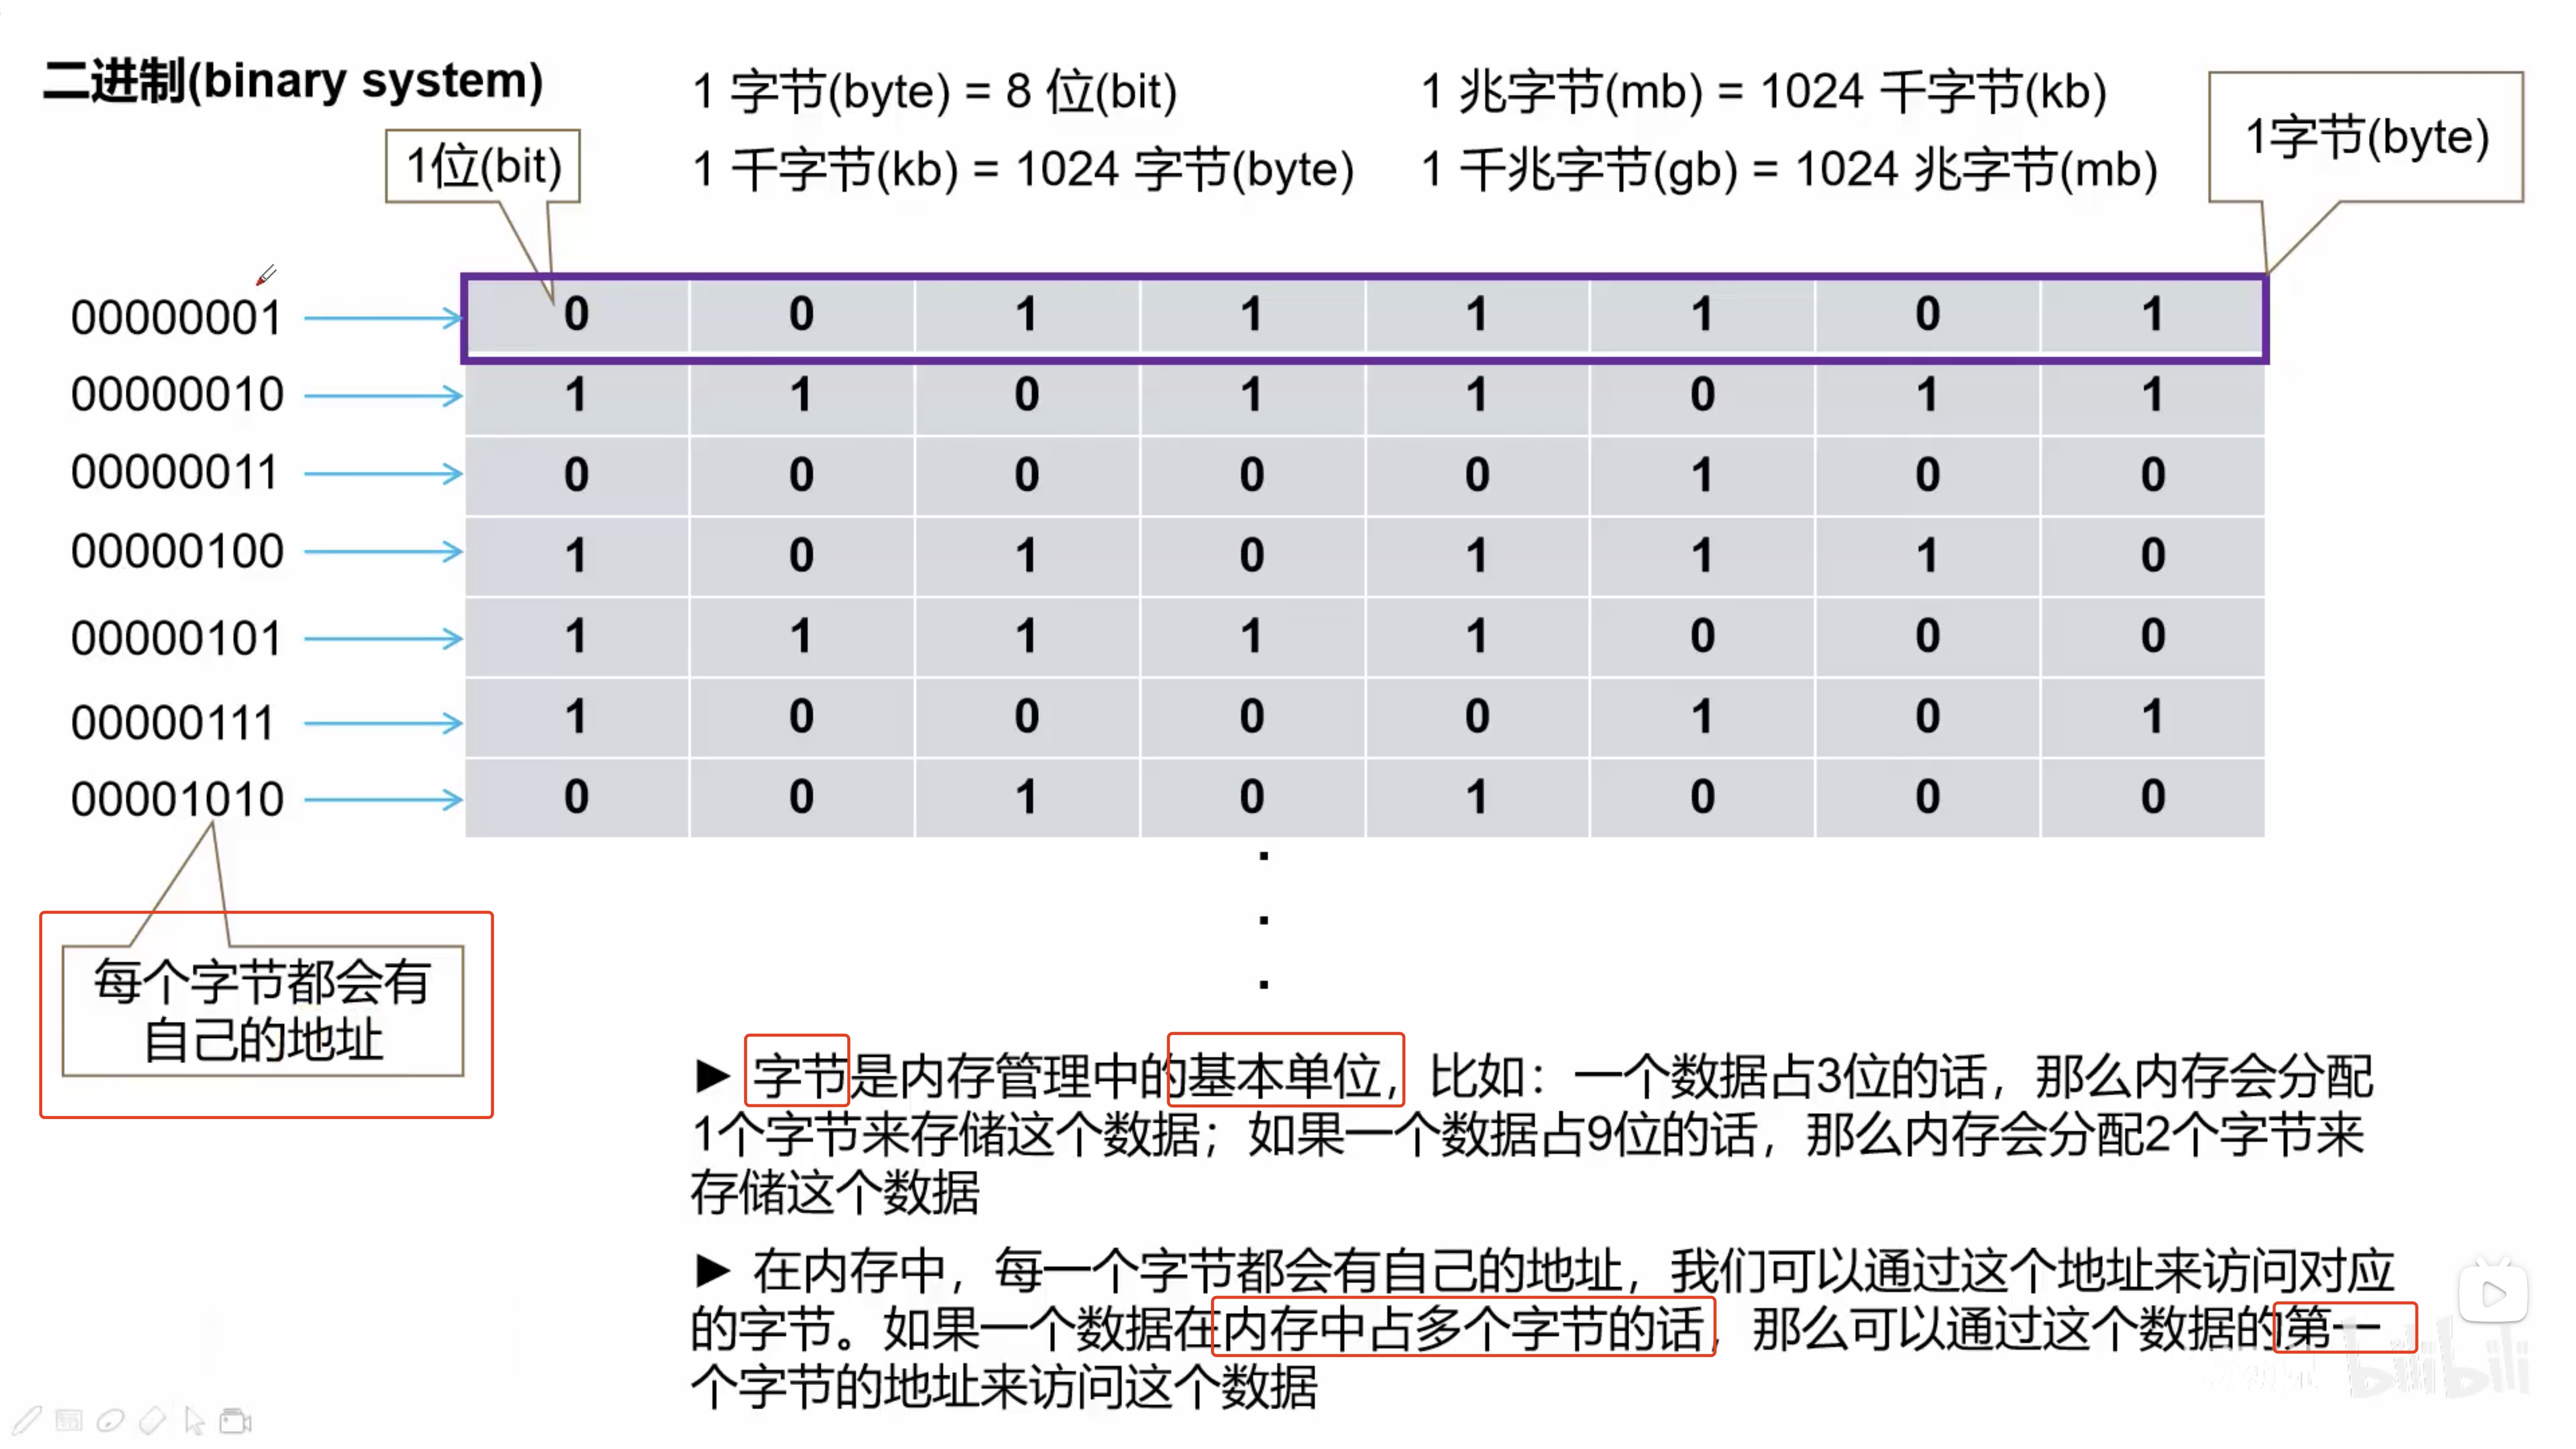 二进制(binary system)
1 字节(byte) = 8 位(bit)
1 兆字节(mb) = 1024 千字节(kb)
1字节(byte)
1位(bit)
1 千字节(kb) = 1024 字节(byte)
1 千兆字节(gb) = 1024 兆字节(mb)
00000001 0 0 1 1 1 1 0 1
00000010 1 1 0 1 1 0 1 1
00000011 0 0 0 0 0 1 0 0
00000100 1 0 1 0 1 1 1 0
00000101 1 1 1 1 1 0 0 0
00000111 1 0 0 0 0 1 0 1
00001010 0 0 1 0 1 0 0 0
.
.
.
每个字节都会有
自己的地址
► 字节是内存管理中的基本单位，比如：一个数据占3位的话，那么内存会分配
1个字节来存储这个数据；如果一个数据占9位的话，那么内存会分配2个字节来
存储这个数据
► 在内存中，每一个字节都会有自己的地址，我们可以通过这个地址来访问对应
的字节。如果一个数据在内存中占多个字节的话，那么可以通过这个数据的第一
个字节的地址来访问这个数据
bilibili